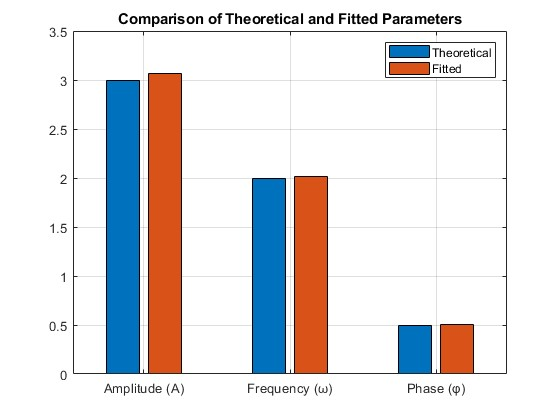 Comparison of Theoretical and Fitted Parameters
3.5
3
2.5
2
1.5
1
0.5
0
Theoretical
Fitted
Amplitude (A)
Frequency (ω)
Phase (φ)